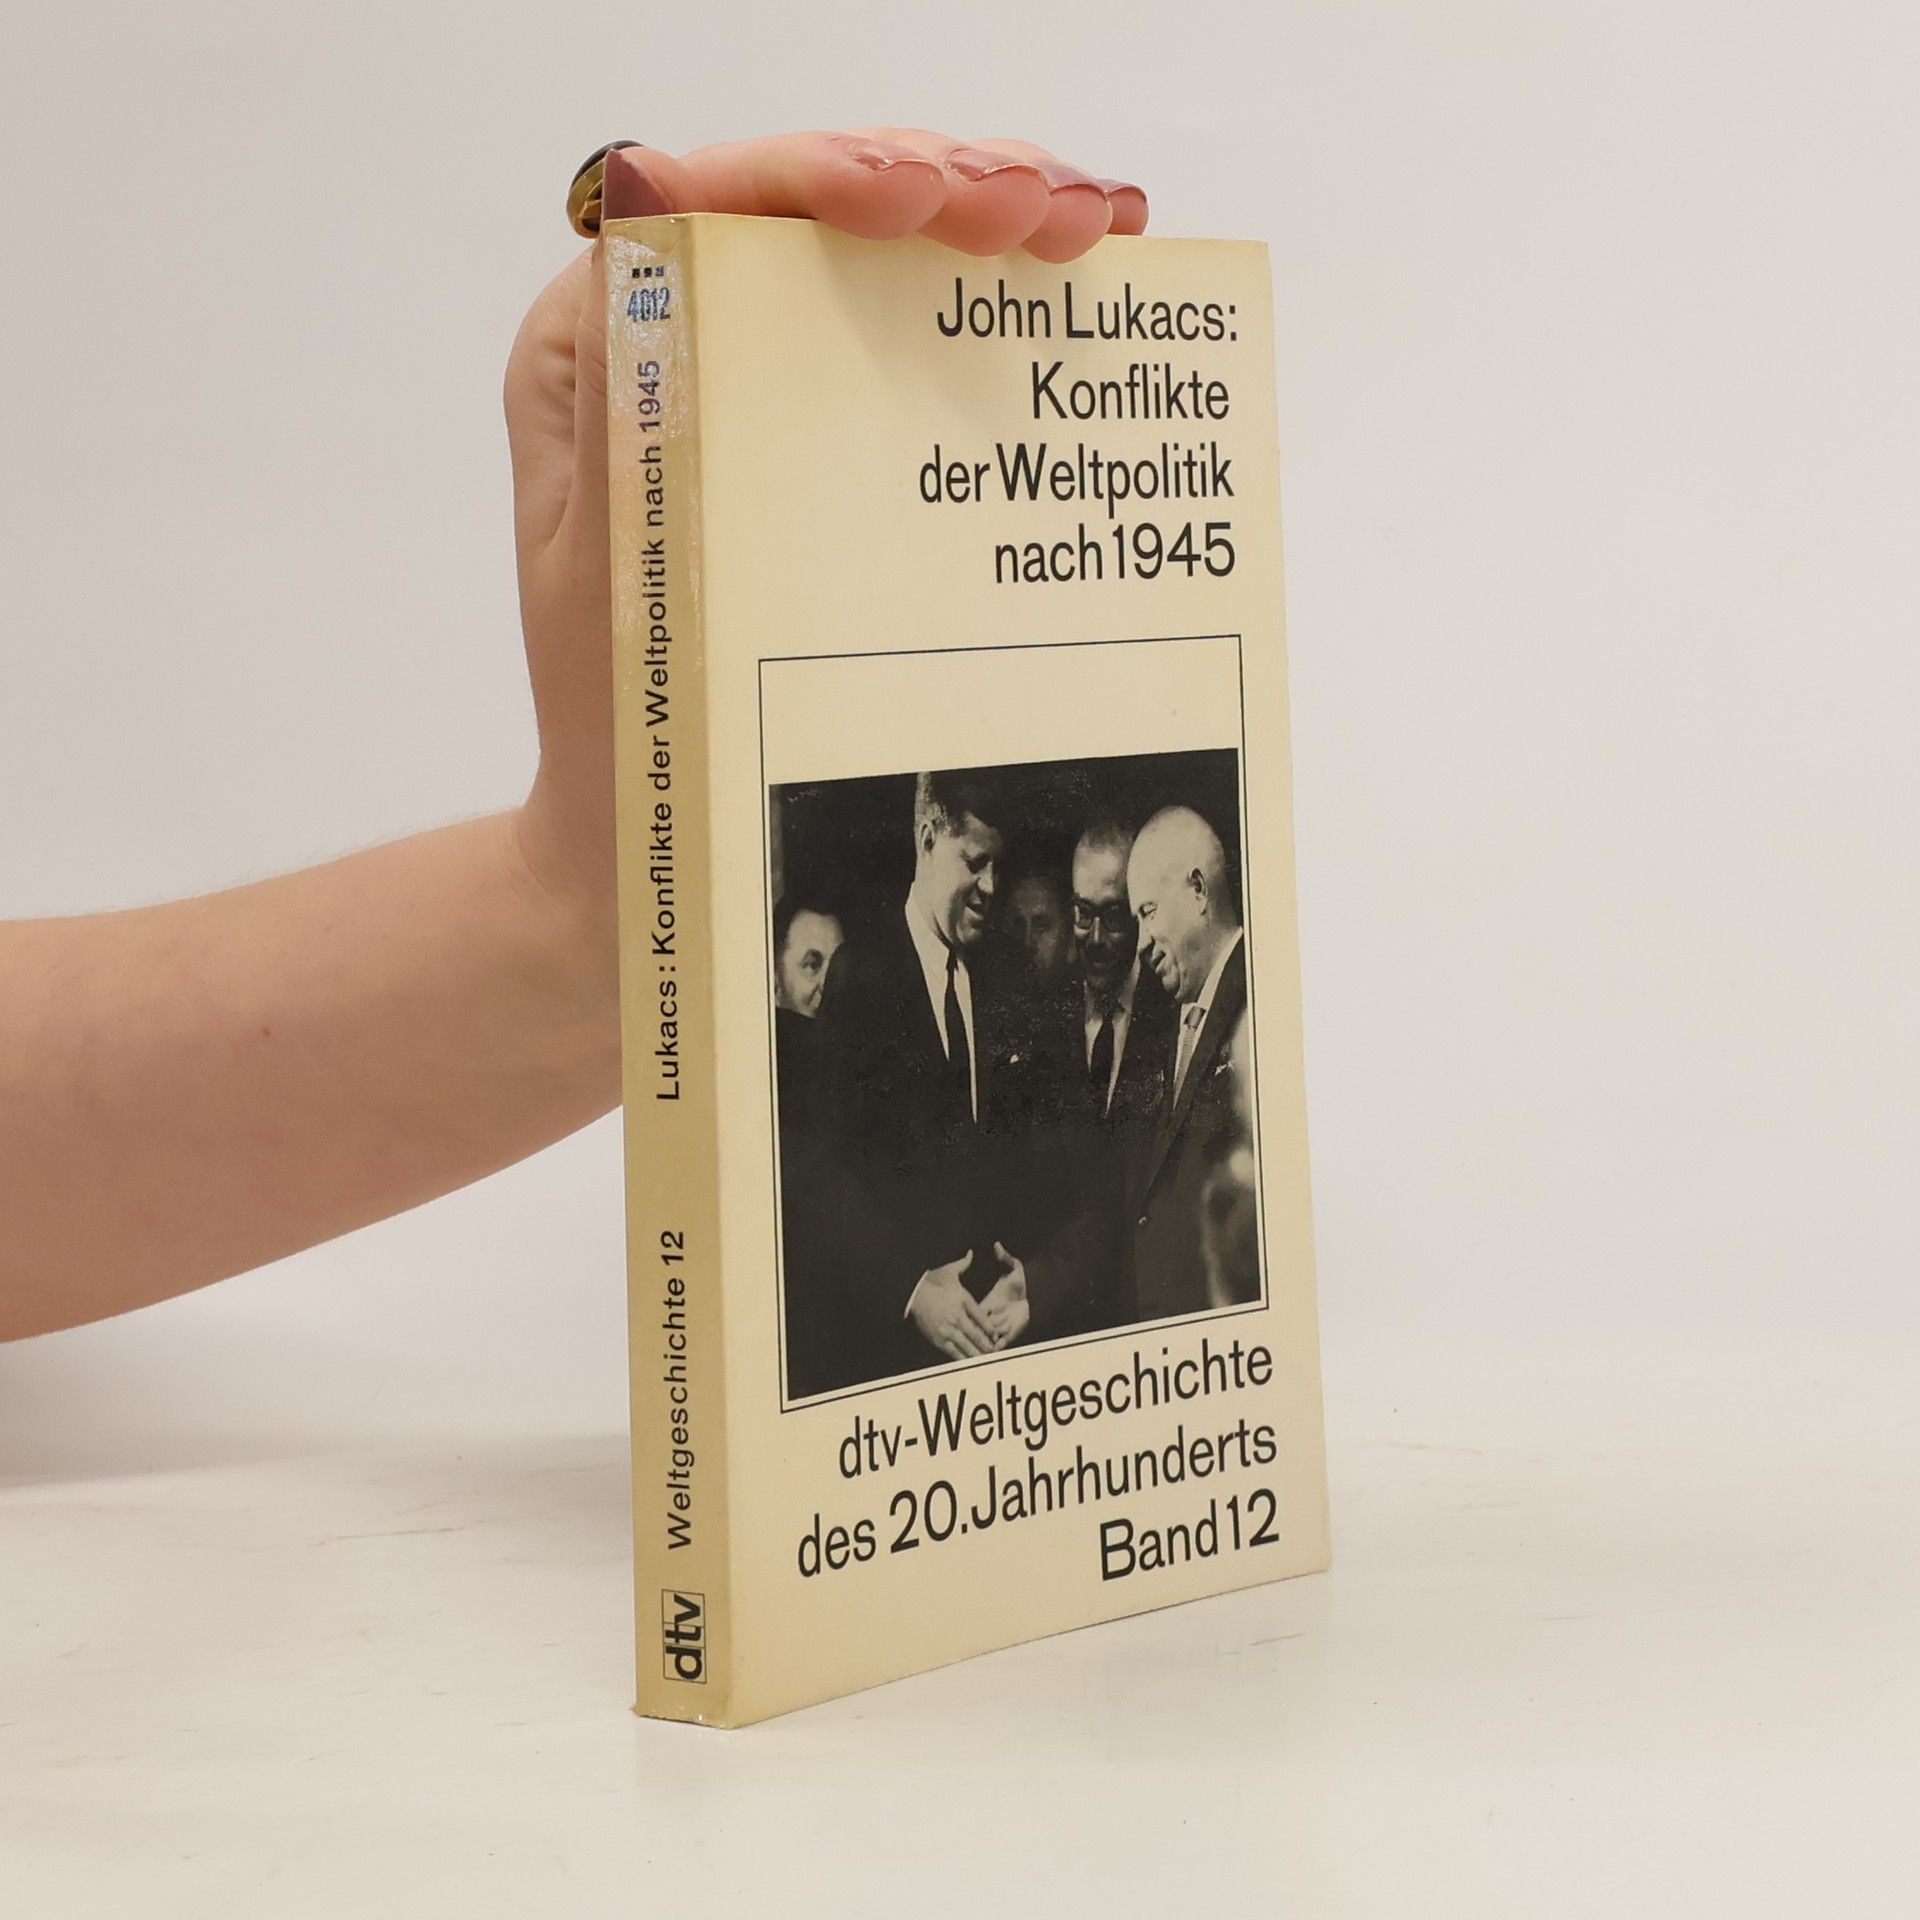 4012
Lukacs: Konflikte der Weltpolitik nach 1945
Weltgeschichte 12
dtv
John Lukacs:
Konflikte
der Weltpolitik
nach 1945
dtv-Weltgeschichte
des 20. Jahrhunderts
Band 12